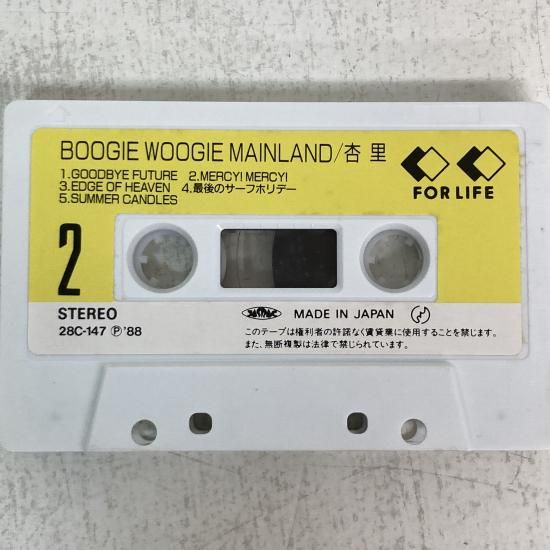 BOOGIE WOOGIE MAINLAND/杏 里
1.GOODBYE FUTURE 2.MERCY! MERCY!
3.EDGE OF HEAVEN 4.最後のサーフホリデー
5.SUMMER CANDLES
FOR LIFE
2
STEREO
28C-147 Ⓟ'88
JASRAC MADE IN JAPAN
このテープは権利者の許諾なく賃貸業に使用することを禁じます。
また、無断複製は法律で禁じられています。